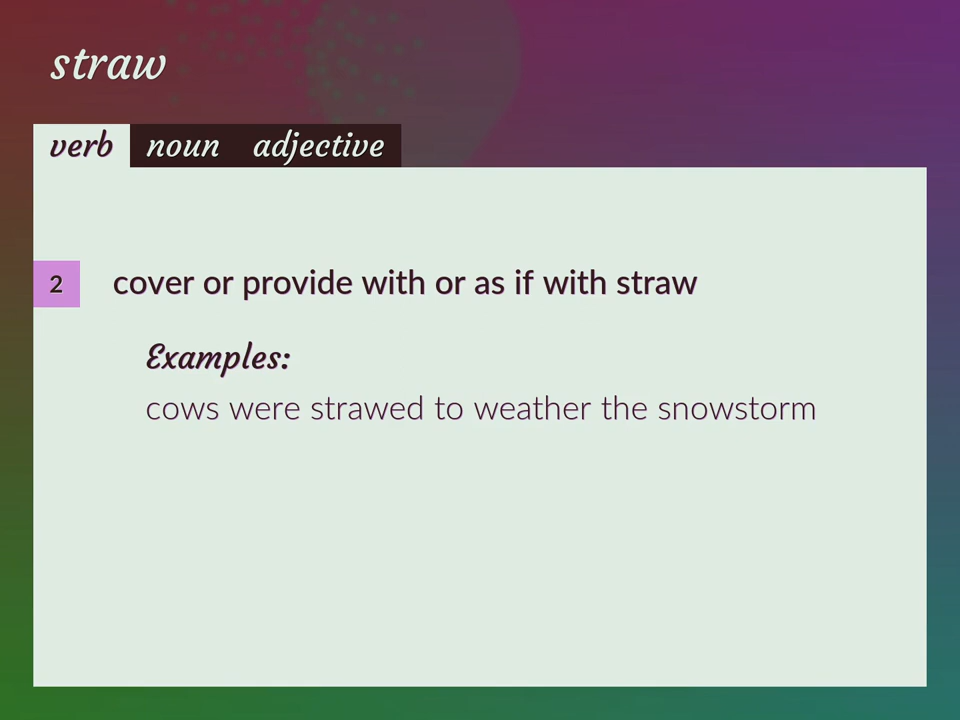 straw
verb noun adjective
2 cover or provide with or as if with straw
Examples:
cows were strawed to weather the snowstorm